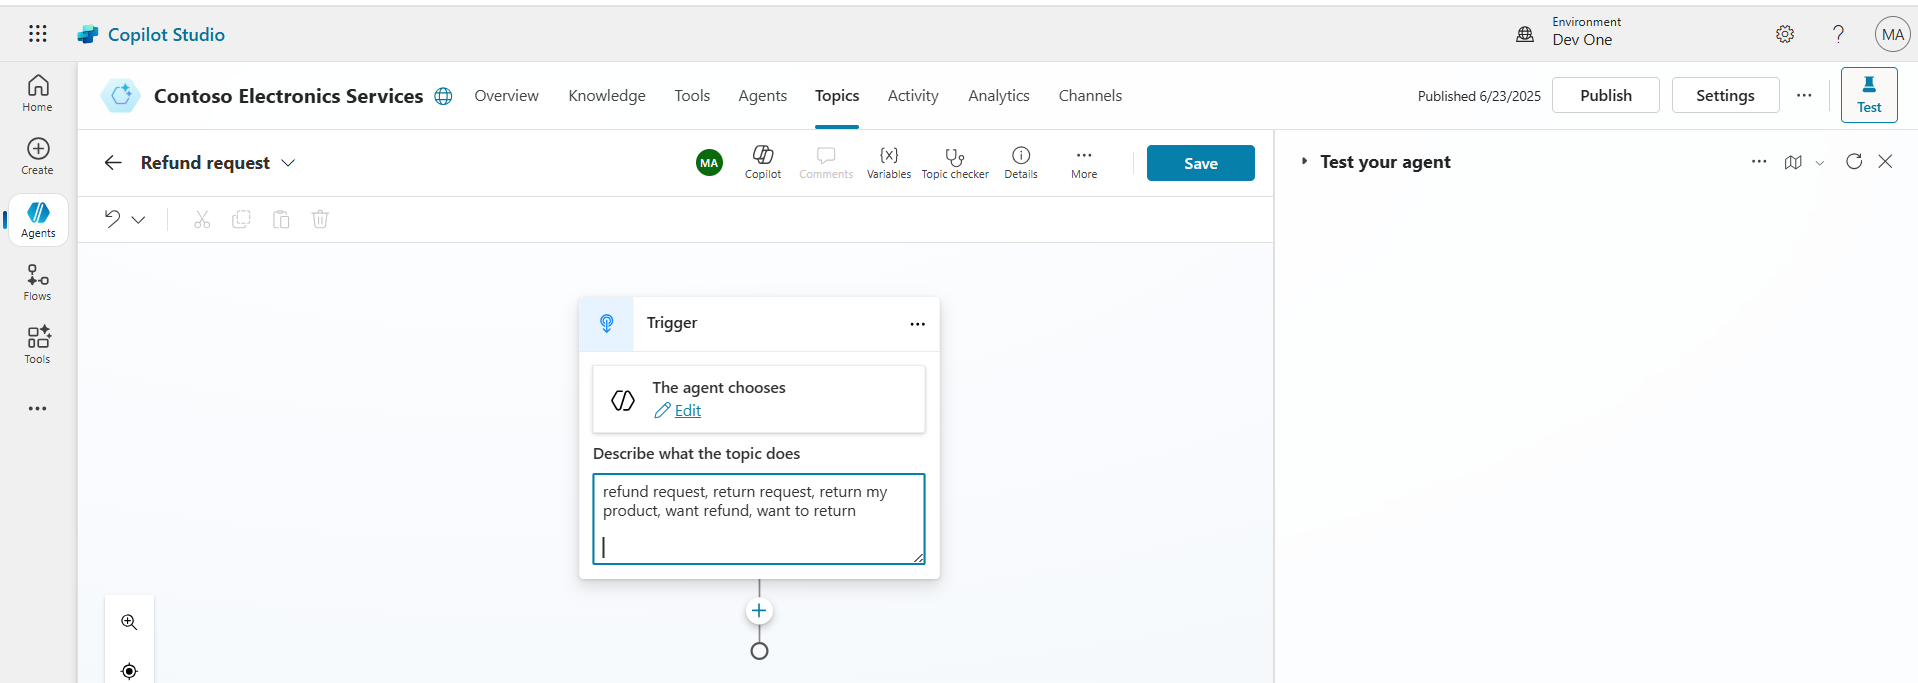 Copilot Studio
Environment
Dev One
?
MA
Home
Create
Agents
Flows
Tools
Contoso Electronics Services
Overview
Knowledge
Tools
Agents
Topics
Activity
Analytics
Channels
Published 6/23/2025
Publish
Settings
Test
Refund request
MA
Copilot
Comments
{x}
Variables
Topic checker
Details
More
Save
Test your agent
Trigger
The agent chooses
Edit
Describe what the topic does
refund request, return request, return my
product, want refund, want to return